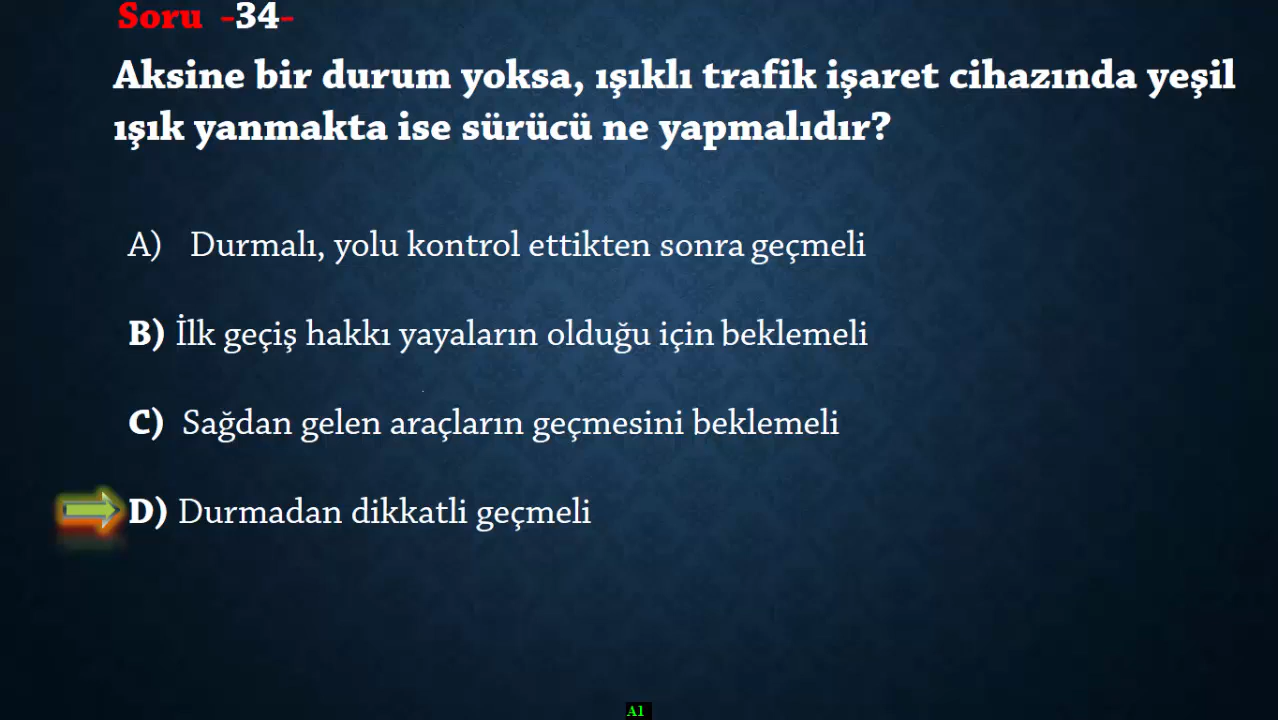 Soru -34-
Aksine bir durum yoksa, ışıklı trafik işaret cihazında yeşil
ışık yanmakta ise sürücü ne yapmalıdır?
A) Durmalı, yolu kontrol ettikten sonra geçmeli
B) İlk geçiş hakkı yayaların olduğu için beklemeli
C) Sağdan gelen araçların geçmesini beklemeli
D) Durmadan dikkatli geçmeli
A1